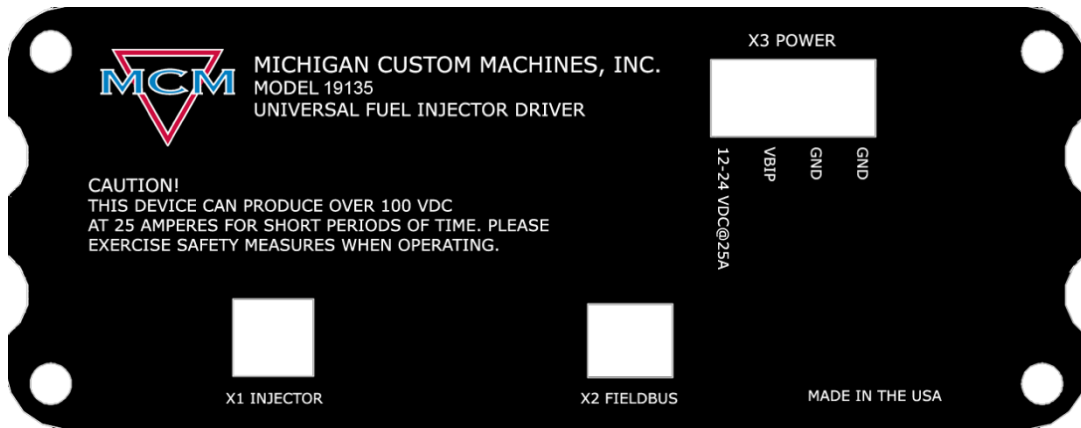 MCM
MICHIGAN CUSTOM MACHINES, INC.
MODEL 19135
UNIVERSAL FUEL INJECTOR DRIVER
X3 POWER
12-24 VDC@25A
VBIP
GND
GND
CAUTION!
THIS DEVICE CAN PRODUCE OVER 100 VDC
AT 25 AMPERES FOR SHORT PERIODS OF TIME. PLEASE
EXERCISE SAFETY MEASURES WHEN OPERATING.
X1 INJECTOR
X2 FIELDBUS
MADE IN THE USA